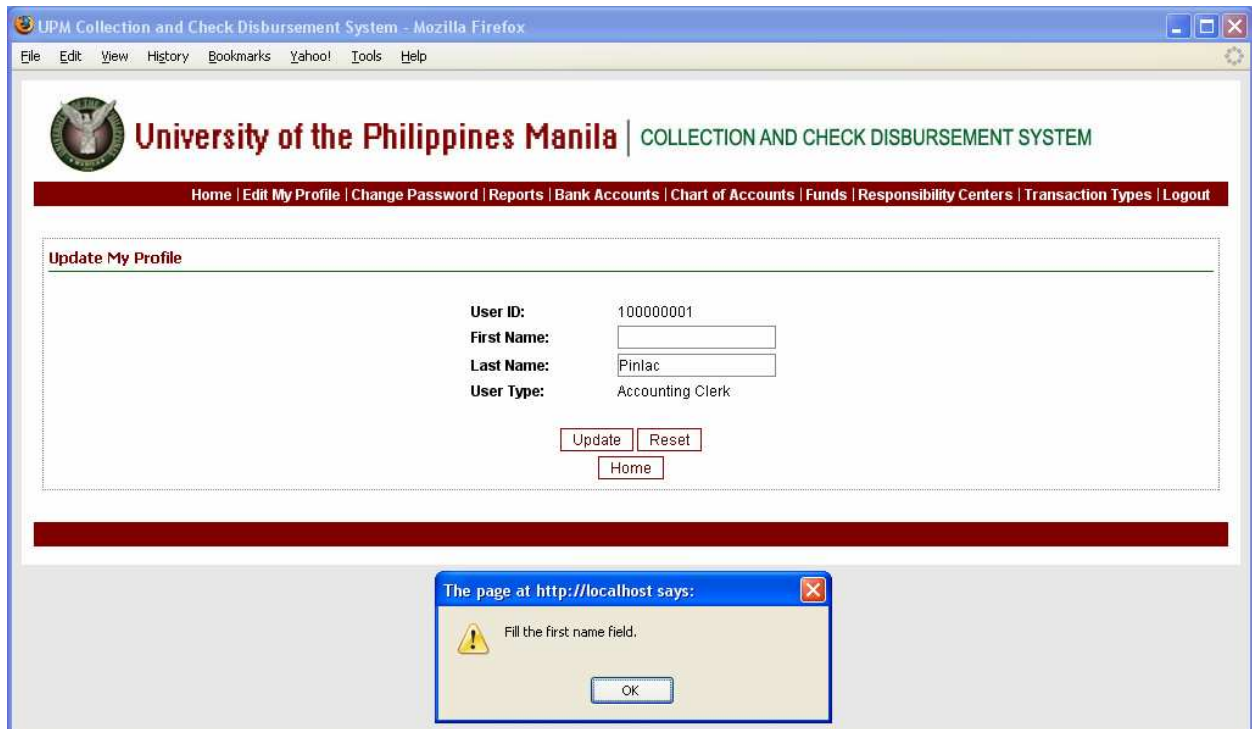 UPM Collection and Check Disbursement System - Mozilla Firefox
File Edit View History Bookmarks Yahoo! Tools Help
University of the Philippines Manila | COLLECTION AND CHECK DISBURSEMENT SYSTEM
Home | Edit My Profile | Change Password | Reports | Bank Accounts | Chart of Accounts | Funds | Responsibility Centers | Transaction Types | Logout
Update My Profile
User ID: 100000001
First Name:
Last Name: Pinlac
User Type: Accounting Clerk
Update Reset
Home
The page at http://localhost says:
Fill the first name field.
OK